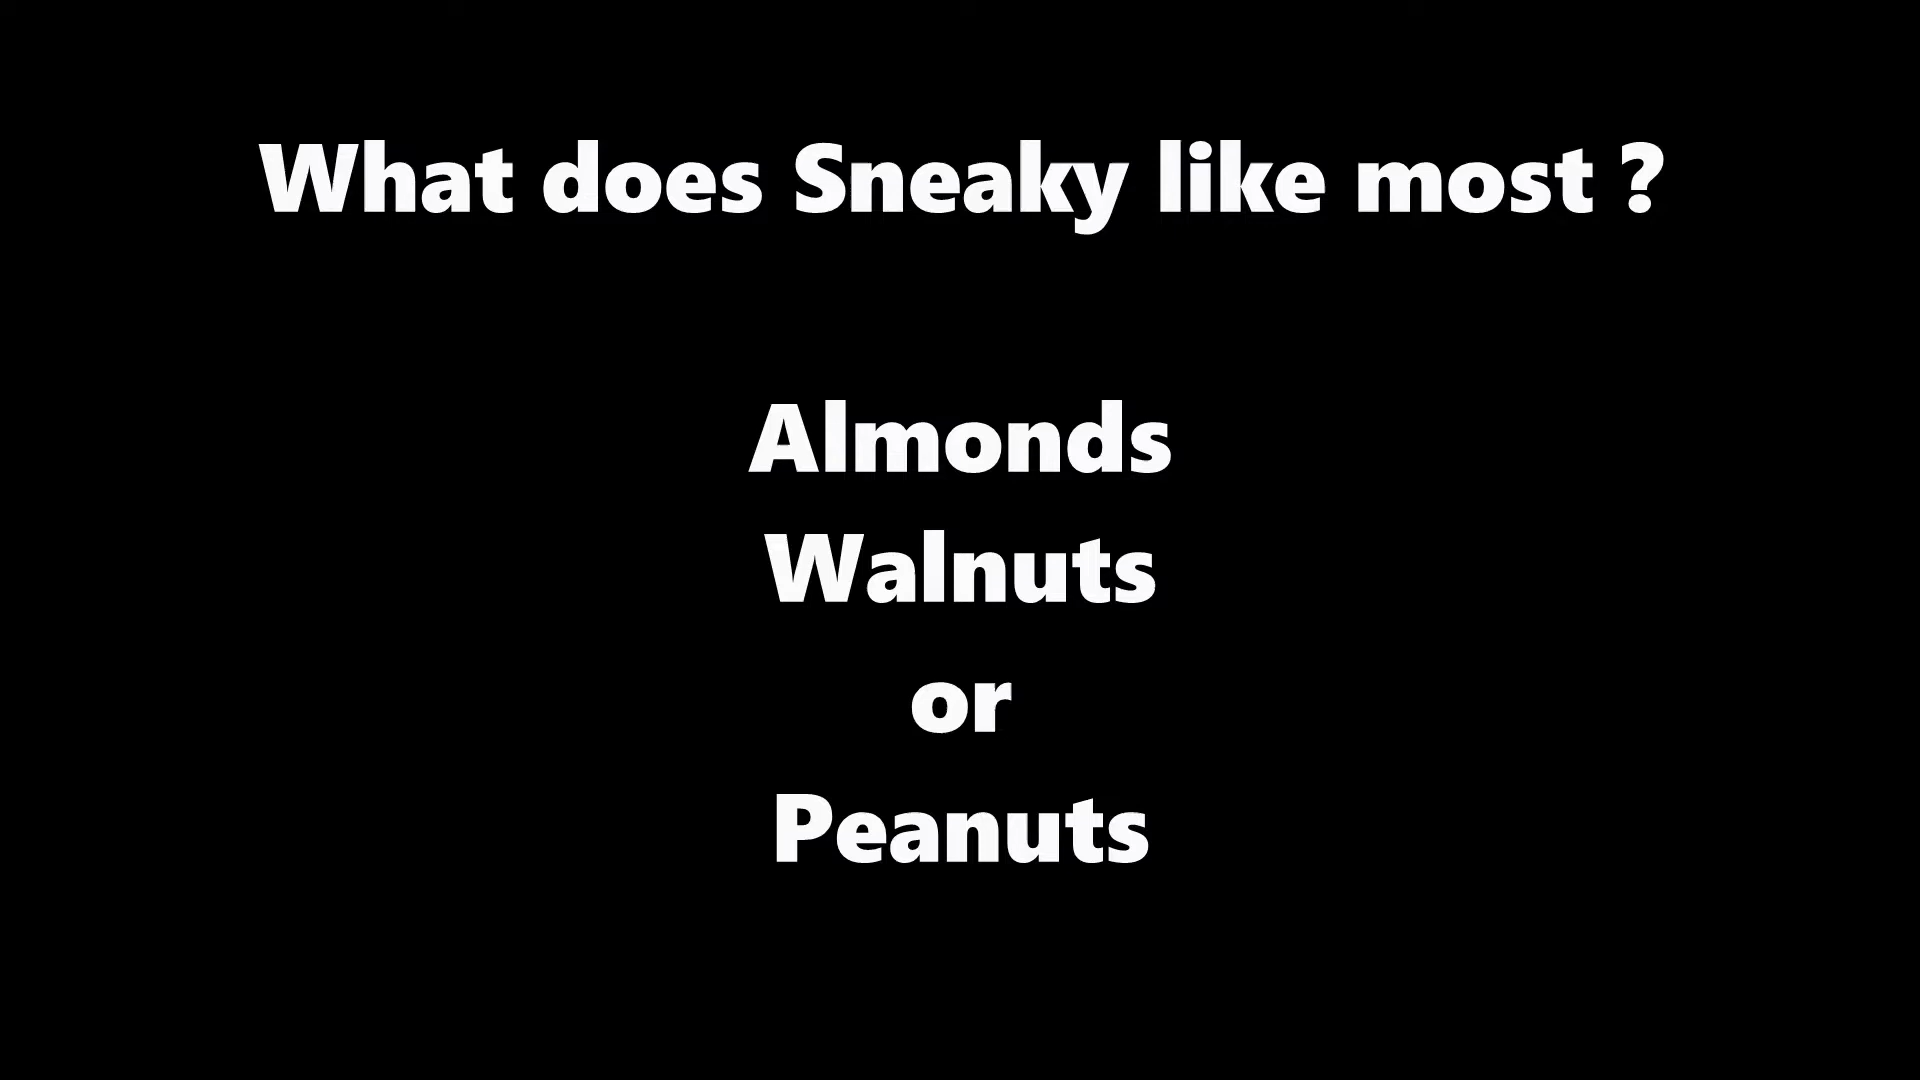 What does Sneaky like most ?
Almonds
Walnuts
or
Peanuts